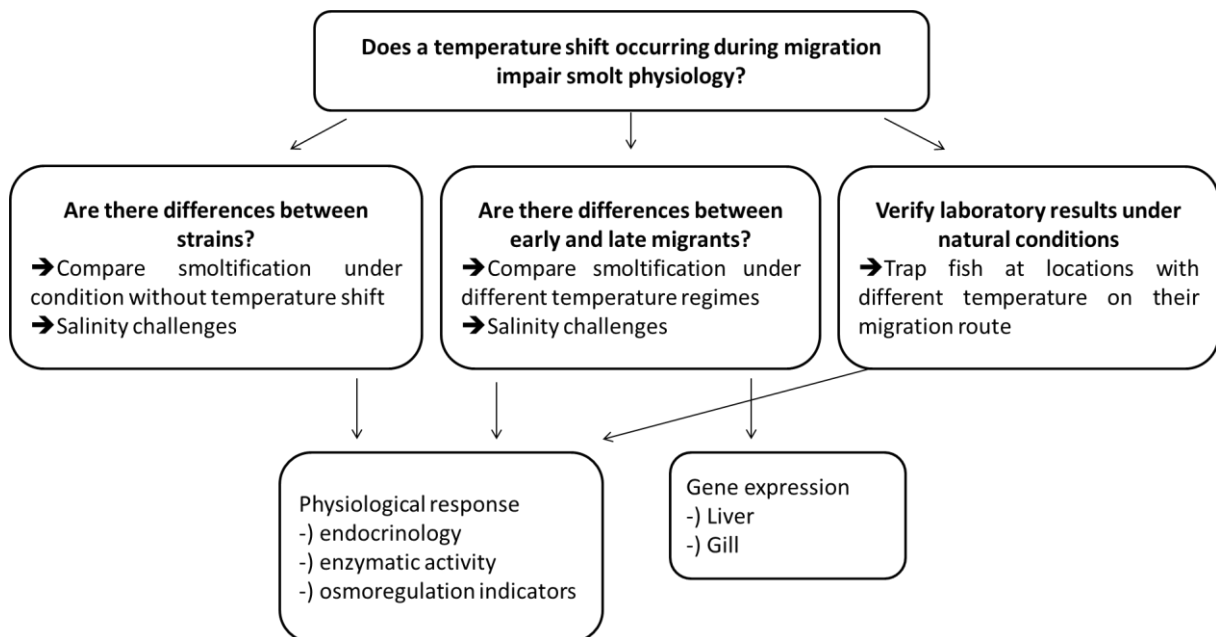 Does a temperature shift occurring during migration
impair smolt physiology?
Are there differences between
strains?
➔Compare smoltification under
condition without temperature shift
➔Salinity challenges
Are there differences between
early and late migrants?
➔Compare smoltification under
different temperature regimes
➔Salinity challenges
Verify laboratory results under
natural conditions
➔Trap fish at locations with
different temperature on their
migration route
Physiological response
-) endocrinology
-) enzymatic activity
-) osmoregulation indicators
Gene expression
-) Liver
-) Gill